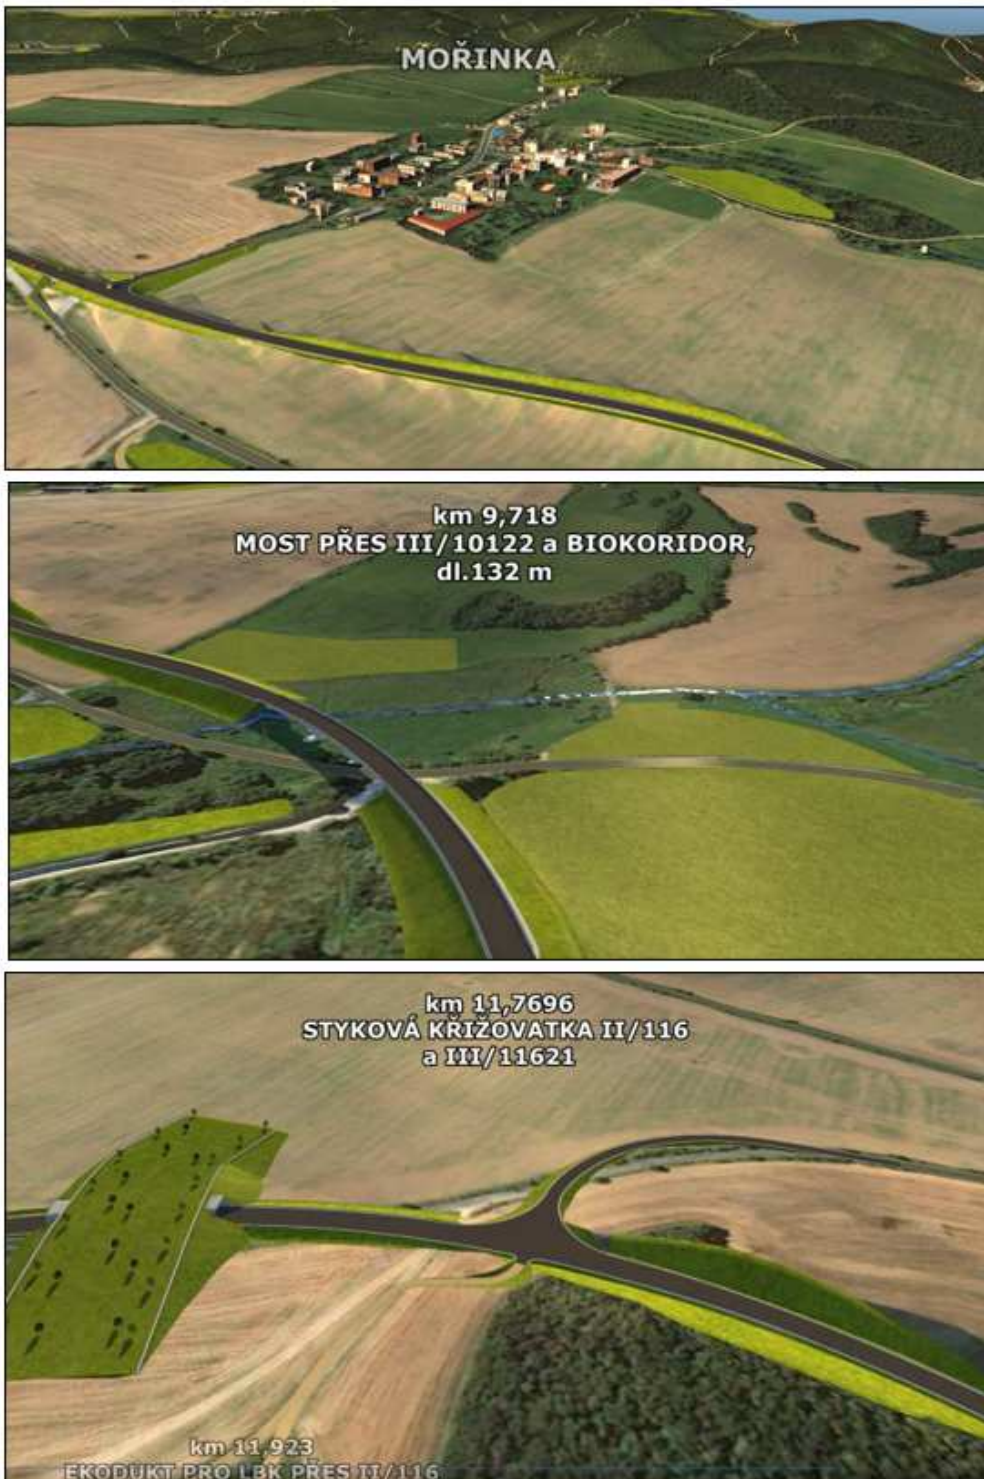 MOŘINKA
km 9,718
MOST PŘES III/10122 a BIOKORIDOR,
dl.132 m
km 11,7696
STYKOVÁ KŘIŽOVATKA II/116
a III/11621
km 11,923
EKODUKT PRO LBK PŘES II/116